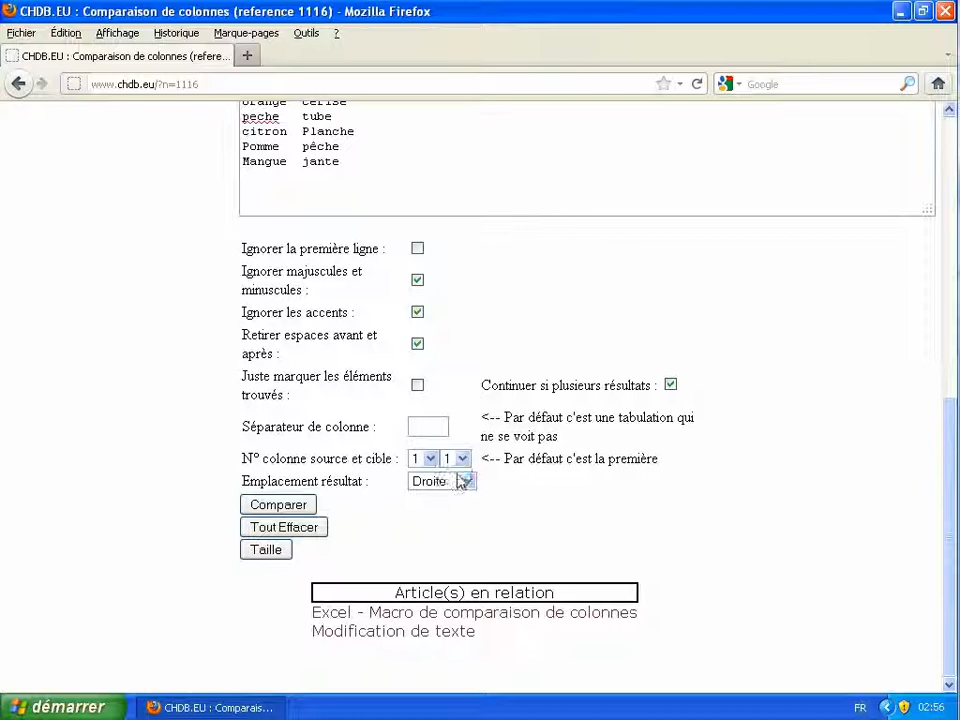 CHDB.EU : Comparaison de colonnes (reference 1116) - Mozilla Firefox
Fichier Édition Affichage Historique Marque-pages Outils ?
CHDB.EU : Comparaison de colonnes (refere... +
www.chdb.eu/?n=1116 Google
orange cerise
peche tube
citron Planche
Pomme pêche
Mangue jante
Ignorer la première ligne :
Ignorer majuscules et
minuscules :
Ignorer les accents :
Retirer espaces avant et
après :
Juste marquer les éléments
trouvés :
Continuer si plusieurs résultats :
Séparateur de colonne :
<-- Par défaut c'est une tabulation qui
ne se voit pas
N° colonne source et cible : 1 1 <-- Par défaut c'est la première
Emplacement résultat : Droite
Comparer
Tout Effacer
Taille
Article(s) en relation
Excel - Macro de comparaison de colonnes
Modification de texte
démarrer CHDB.EU : Comparais... FR 02:56